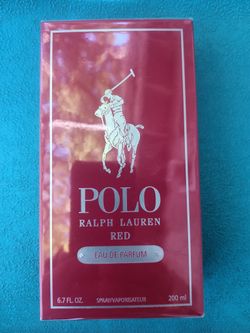 POLO
RALPH LAUREN
RED
EAU DE PARFUM
6.7 FL. OZ. SPRAY/VAPORISATEUR 200 ml